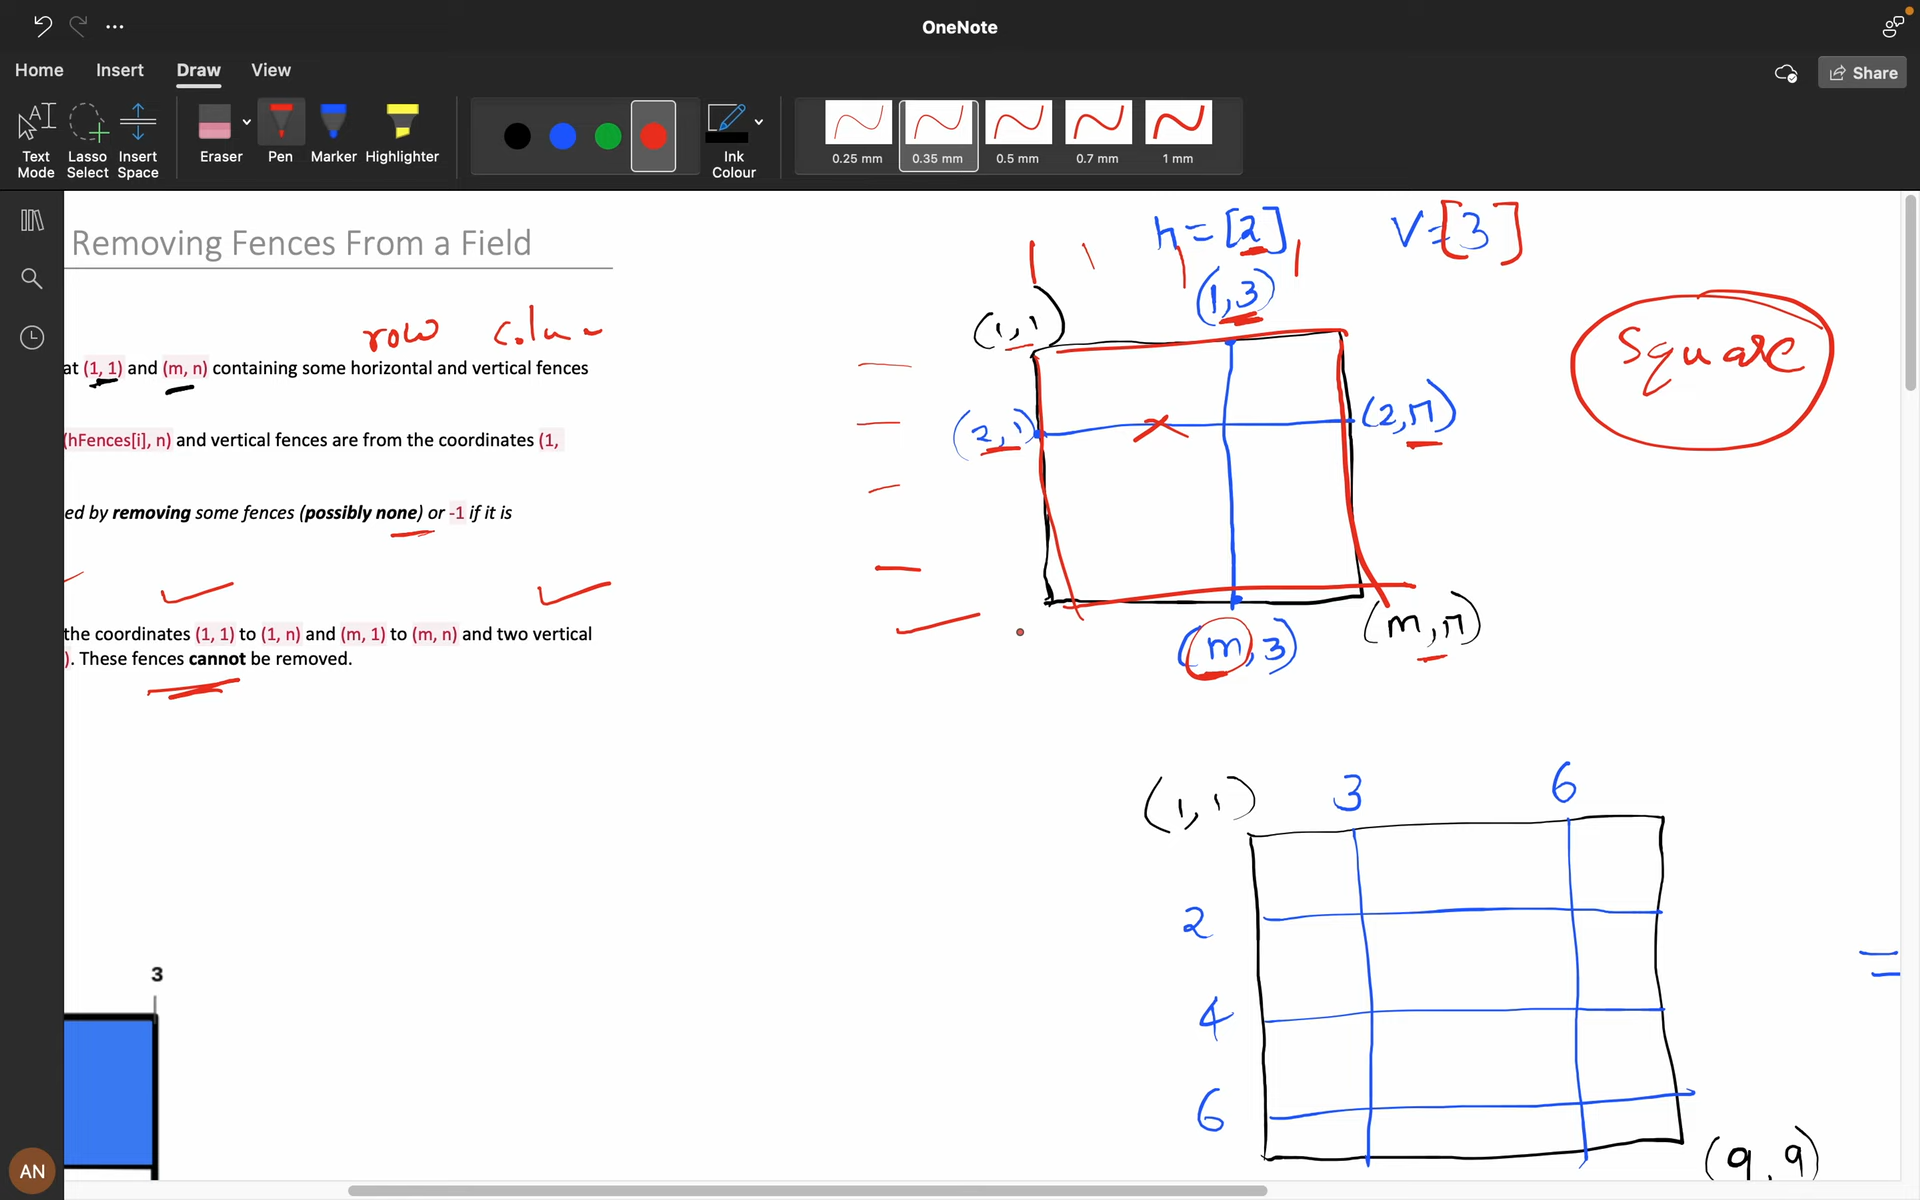 OneNote
Home Insert Draw View
Share
Text Mode
Lasso Select
Insert Space
Eraser
Pen
Marker
Highlighter
Ink Colour
0.25 mm
0.35 mm
0.5 mm
0.7 mm
1 mm
Removing Fences From a Field
row
at (1, 1) and (m, n) containing some horizontal and vertical fences
(hFences[i], n) and vertical fences are from the coordinates (1,
ed by removing some fences (possibly none) or -1 if it is
the coordinates (1, 1) to (1, n) and (m, 1) to (m, n) and two vertical
). These fences cannot be removed.
3
AN
h = [2] V = [3]
(1,3)
(1,1)
(2,1)
(2,n)
(m,3)
(m,n)
Square
(1,1) 3 6
2
4
6
=
(9,9)